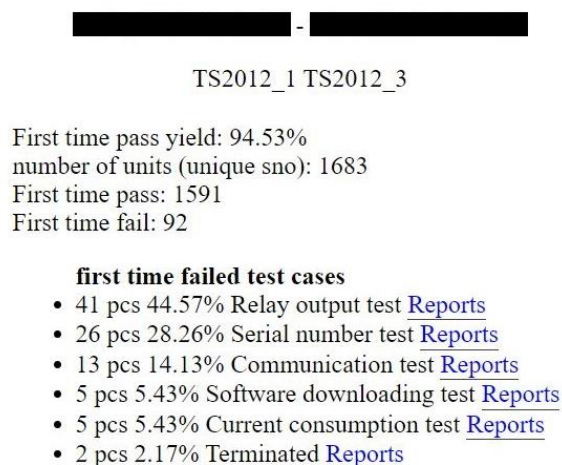 -
TS2012_1 TS2012_3
First time pass yield: 94.53%
number of units (unique sno): 1683
First time pass: 1591
First time fail: 92
first time failed test cases
• 41 pcs 44.57% Relay output test Reports
• 26 pcs 28.26% Serial number test Reports
• 13 pcs 14.13% Communication test Reports
• 5 pcs 5.43% Software downloading test Reports
• 5 pcs 5.43% Current consumption test Reports
• 2 pcs 2.17% Terminated Reports